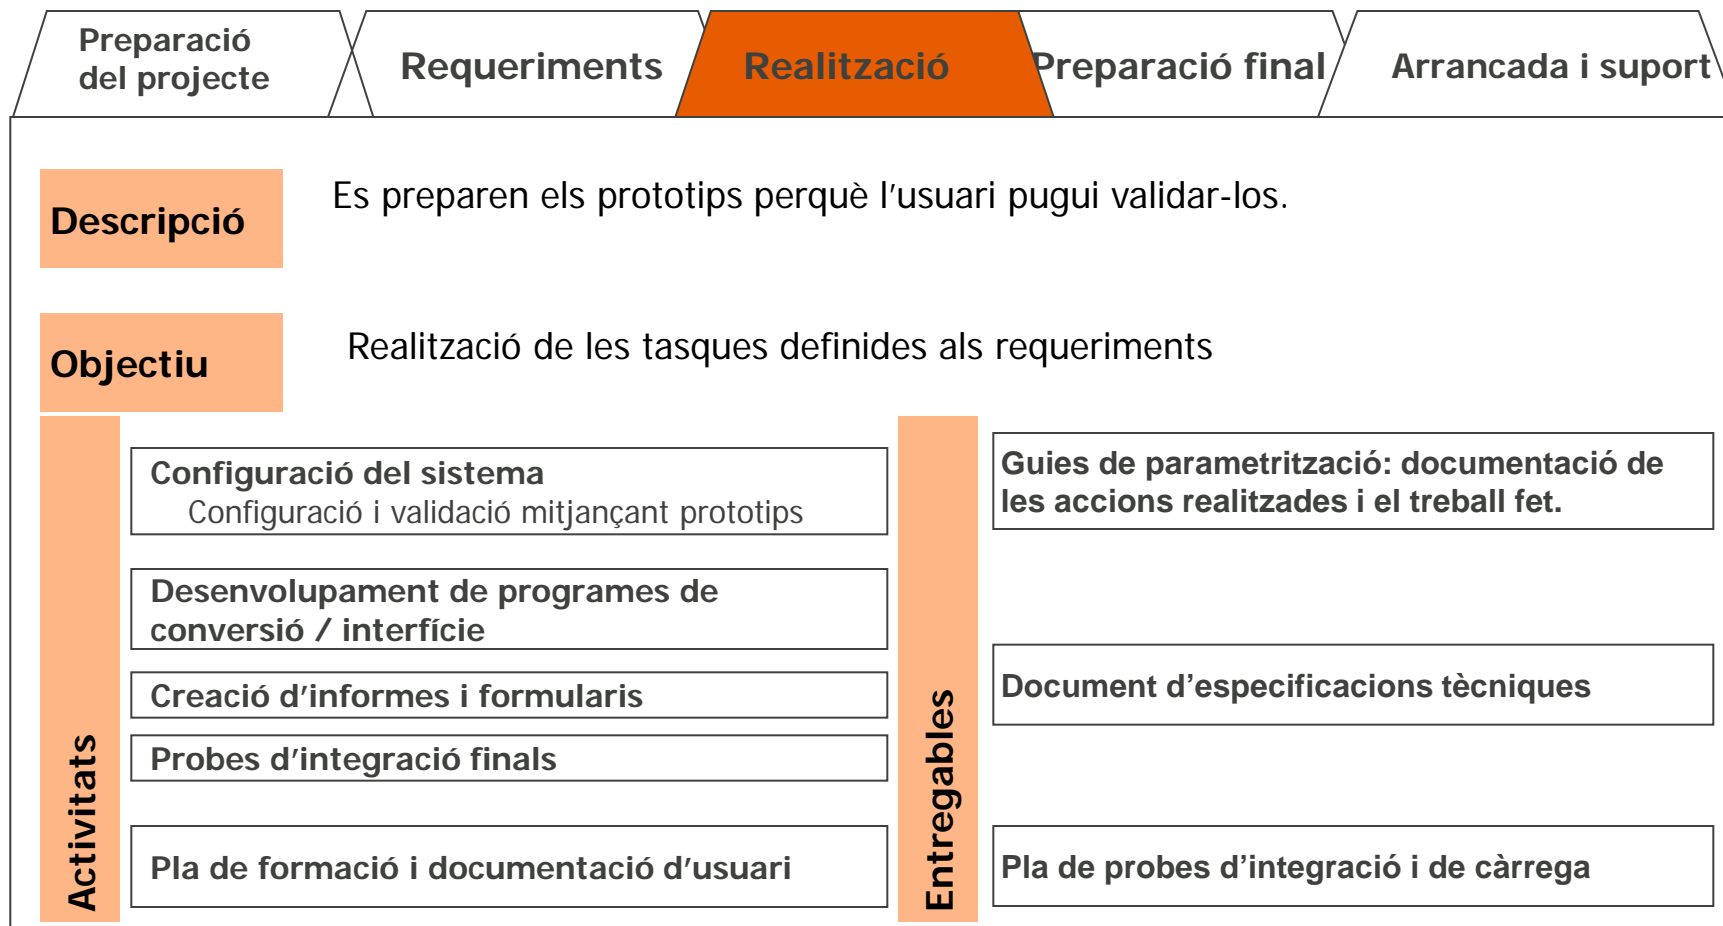 Preparació
del projecte
Requeriments
Realització
Preparació final
Arrancada i suport
Descripció
Es preparen els prototips perquè l'usuari pugui validar-los.
Objectiu
Realització de les tasques definides als requeriments
Activitats
Configuració del sistema
Configuració i validació mitjançant prototips
Desenvolupament de programes de
conversió / interfície
Creació d'informes i formularis
Probes d'integració finals
Pla de formació i documentació d'usuari
Entregables
Guies de parametrització: documentació de
les accions realitzades i el treball fet.
Document d'especificacions tècniques
Pla de probes d'integració i de càrrega